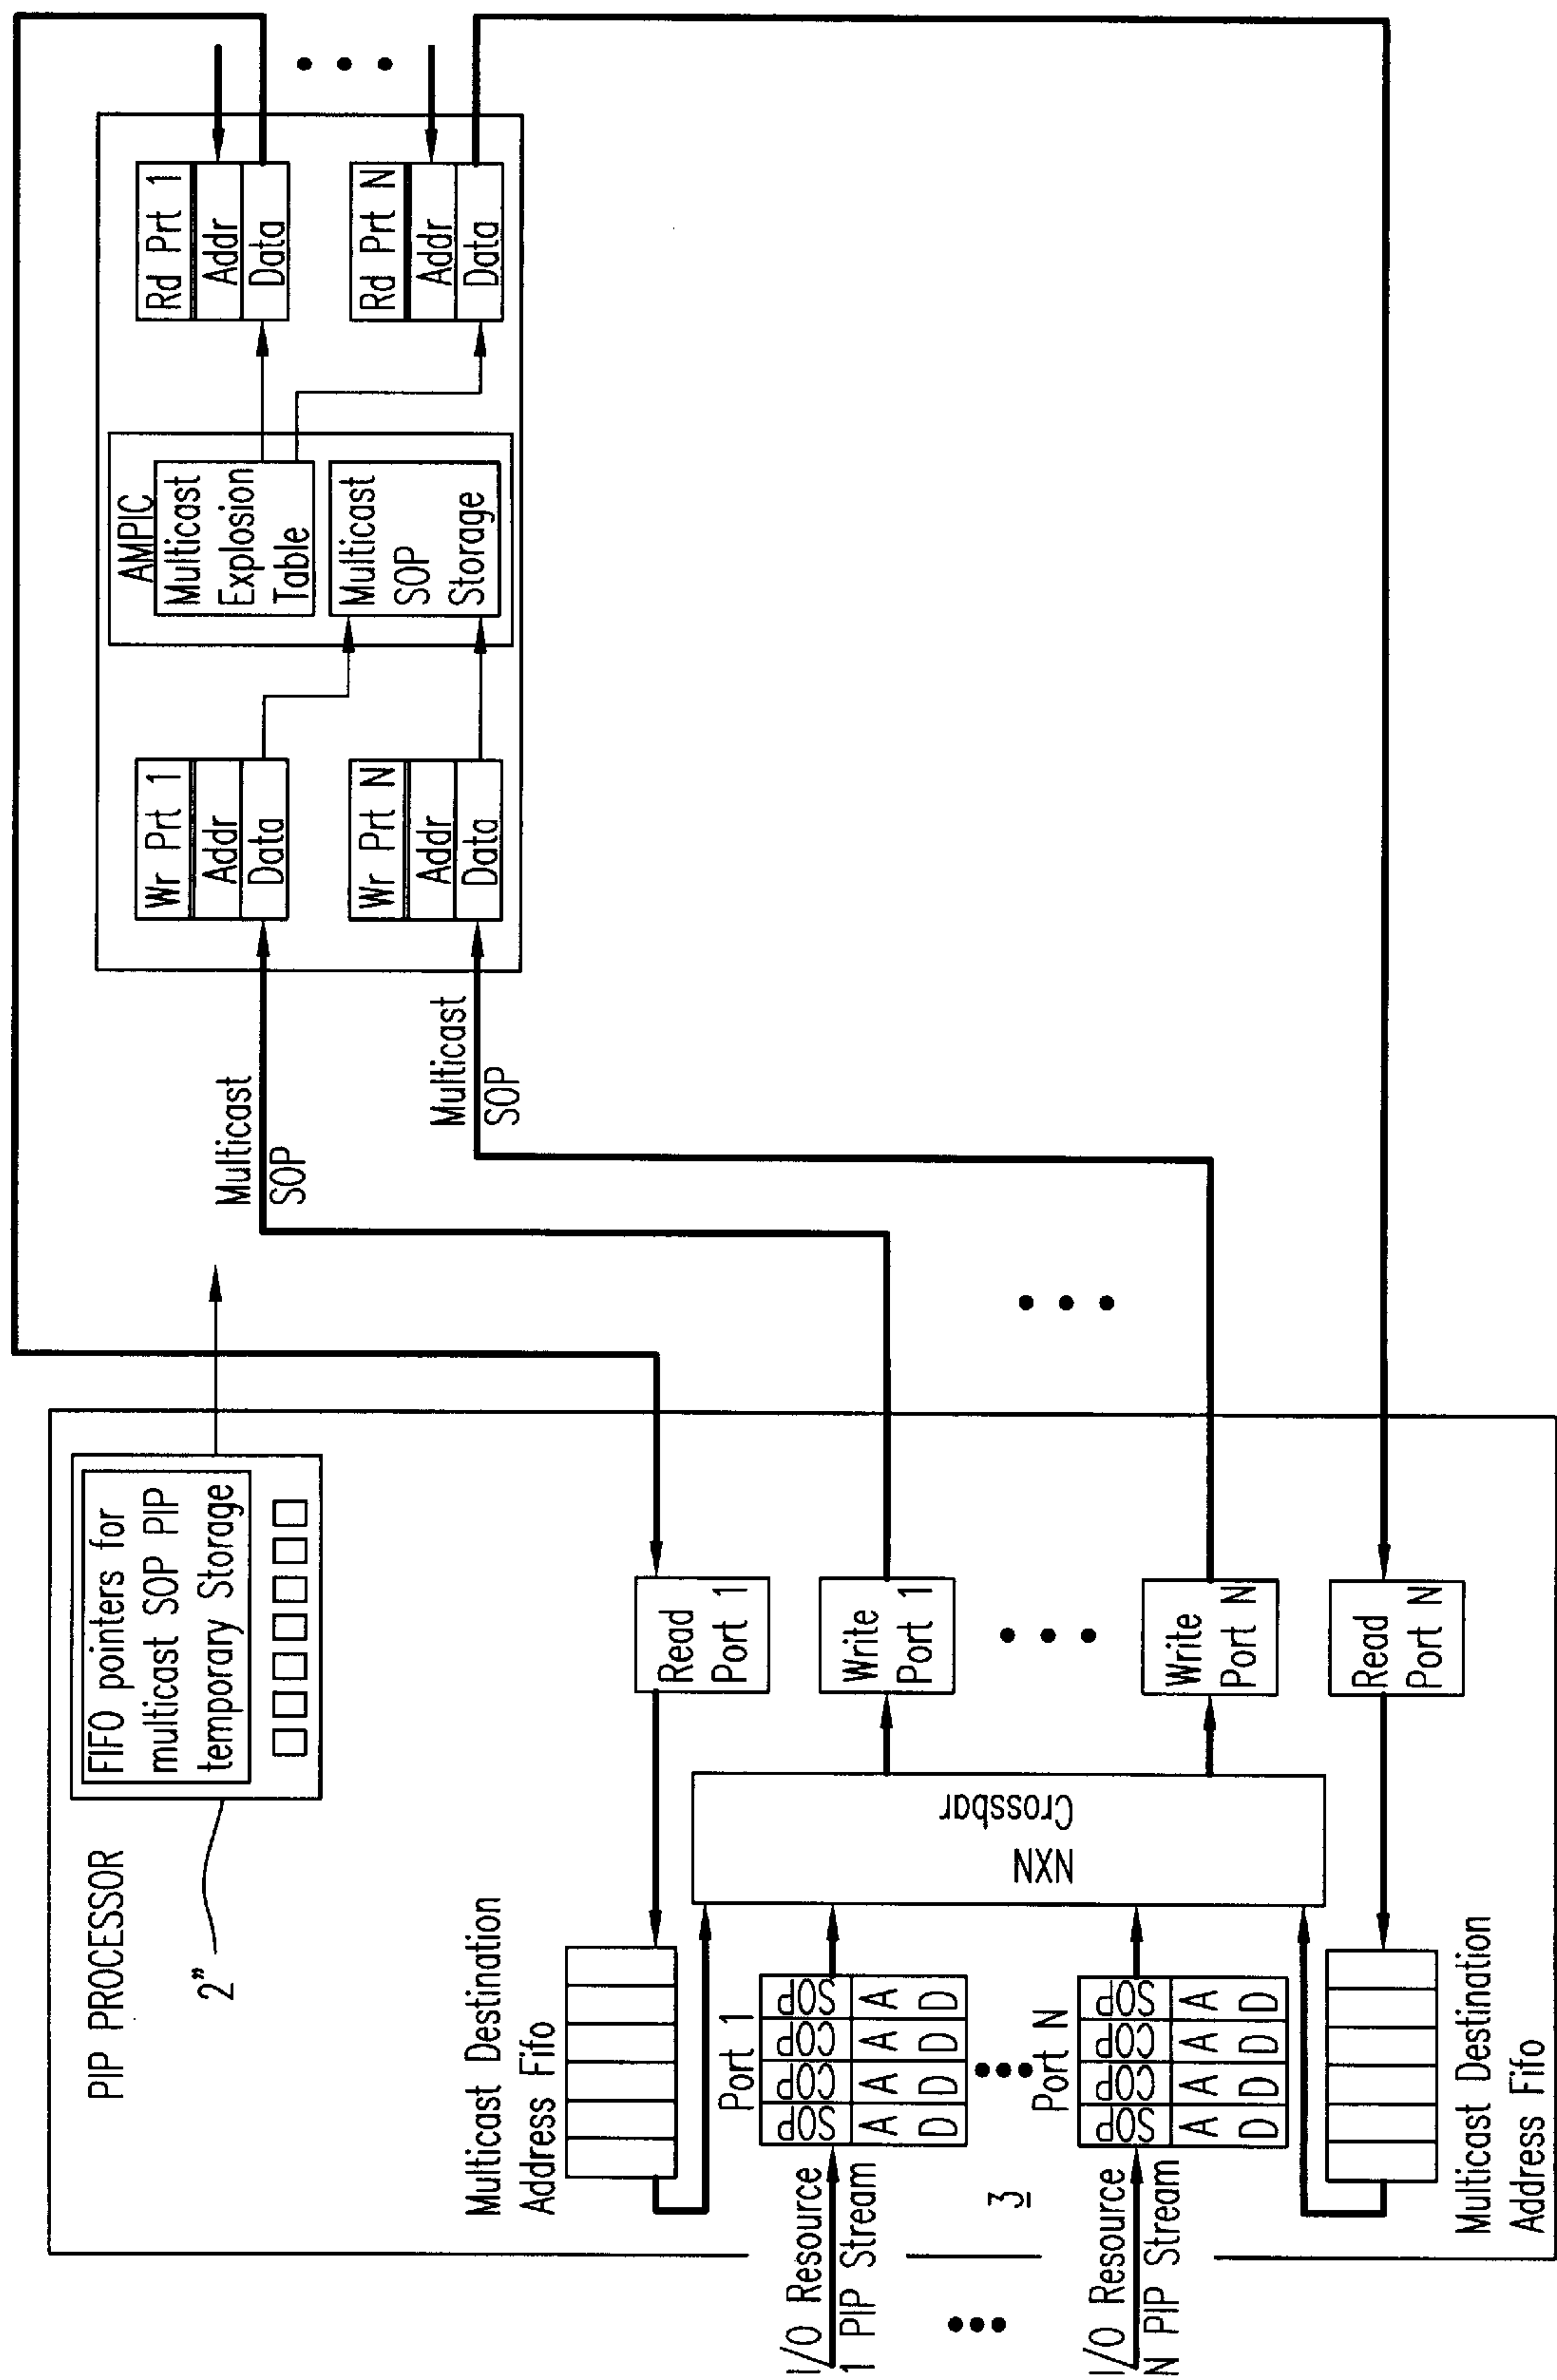 PIP PROCESSOR
2”
FIFO pointers for
multicast SOP PIP
temporary Storage
Multicast
SOP
Multicast
SOP
Wr Prt 1
Addr
Data
Wr Prt N
Addr
Data
AMPIC
Multicast
Explosion
Table
Multicast
SOP
Storage
Rd Prt 1
Addr
Data
Rd Prt N
Addr
Data
Multicast Destination
Address Fifo
Read
Port 1
I/O Resource
1 PIP Stream
Port 1
SOP COP COP SOP
A A A A
D D D D
NXN
Crossbar
Write
Port 1
3
I/O Resource
N PIP Stream
Port N
SOP COP COP SOP
A A A A
D D D D
Write
Port N
Read
Port N
Multicast Destination
Address Fifo